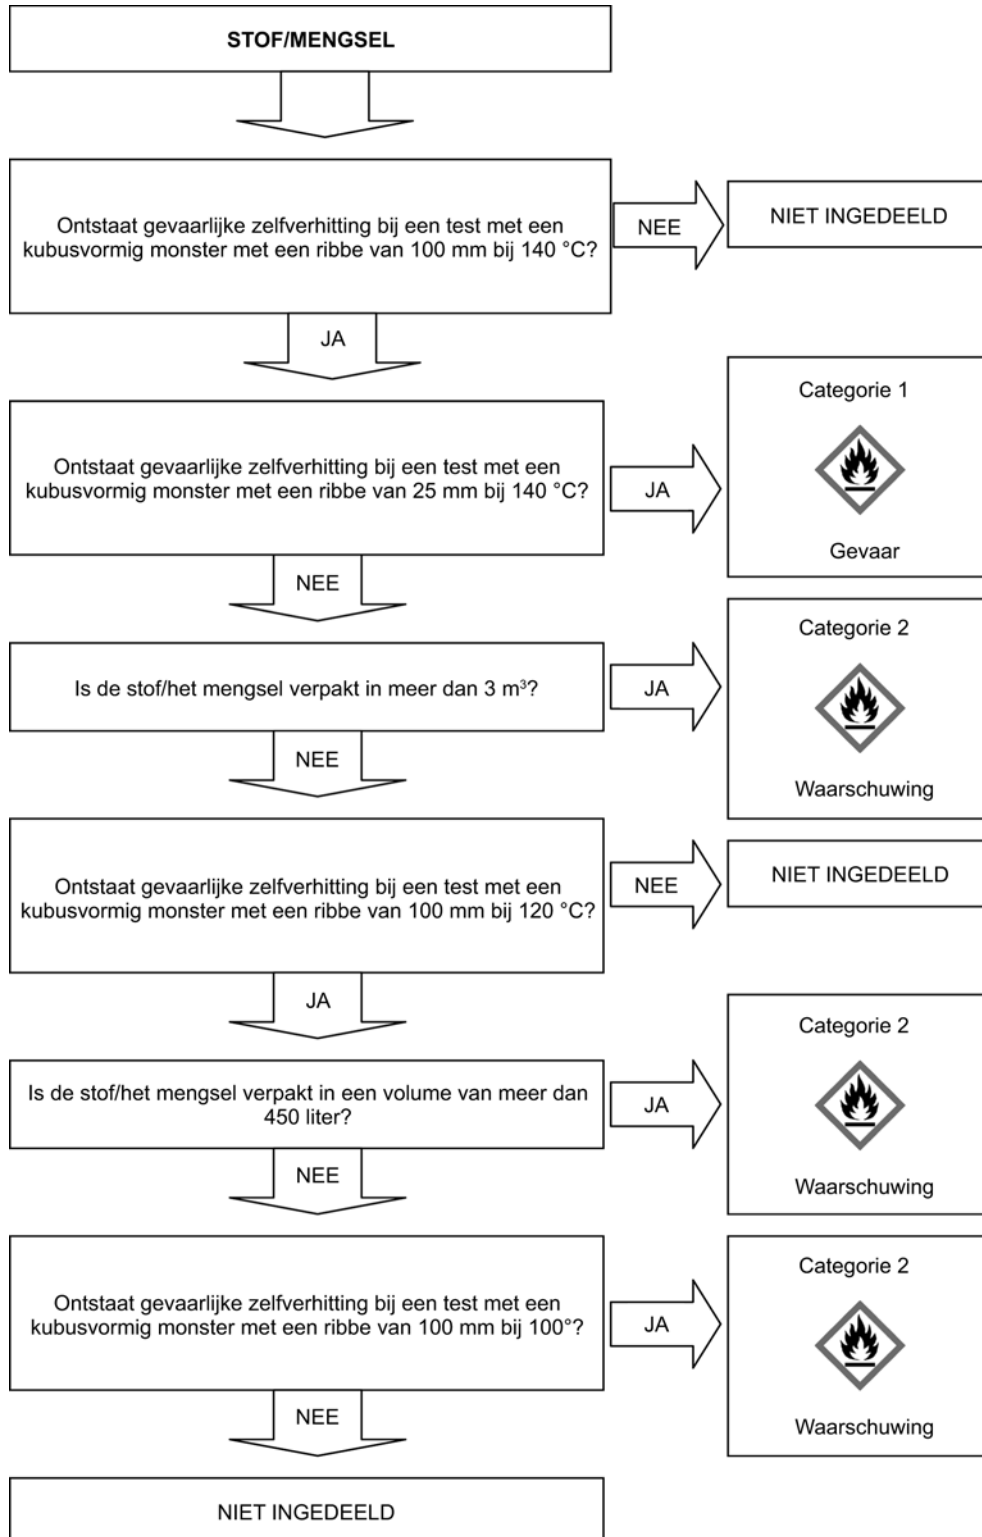 STOF/MENGSEL
Ontstaat gevaarlijke zelfverhitting bij een test met een
kubusvormig monster met een ribbe van 100 mm bij 140 °C?
NEE
NIET INGEDEELD
JA
Ontstaat gevaarlijke zelfverhitting bij een test met een
kubusvormig monster met een ribbe van 25 mm bij 140 °C?
JA
Categorie 1
Gevaar
NEE
Is de stof/het mengsel verpakt in meer dan 3 m³?
JA
Categorie 2
Waarschuwing
NEE
Ontstaat gevaarlijke zelfverhitting bij een test met een
kubusvormig monster met een ribbe van 100 mm bij 120 °C?
NEE
NIET INGEDEELD
JA
Is de stof/het mengsel verpakt in een volume van meer dan
450 liter?
JA
Categorie 2
Waarschuwing
NEE
Ontstaat gevaarlijke zelfverhitting bij een test met een
kubusvormig monster met een ribbe van 100 mm bij 100°?
JA
Categorie 2
Waarschuwing
NEE
NIET INGEDEELD